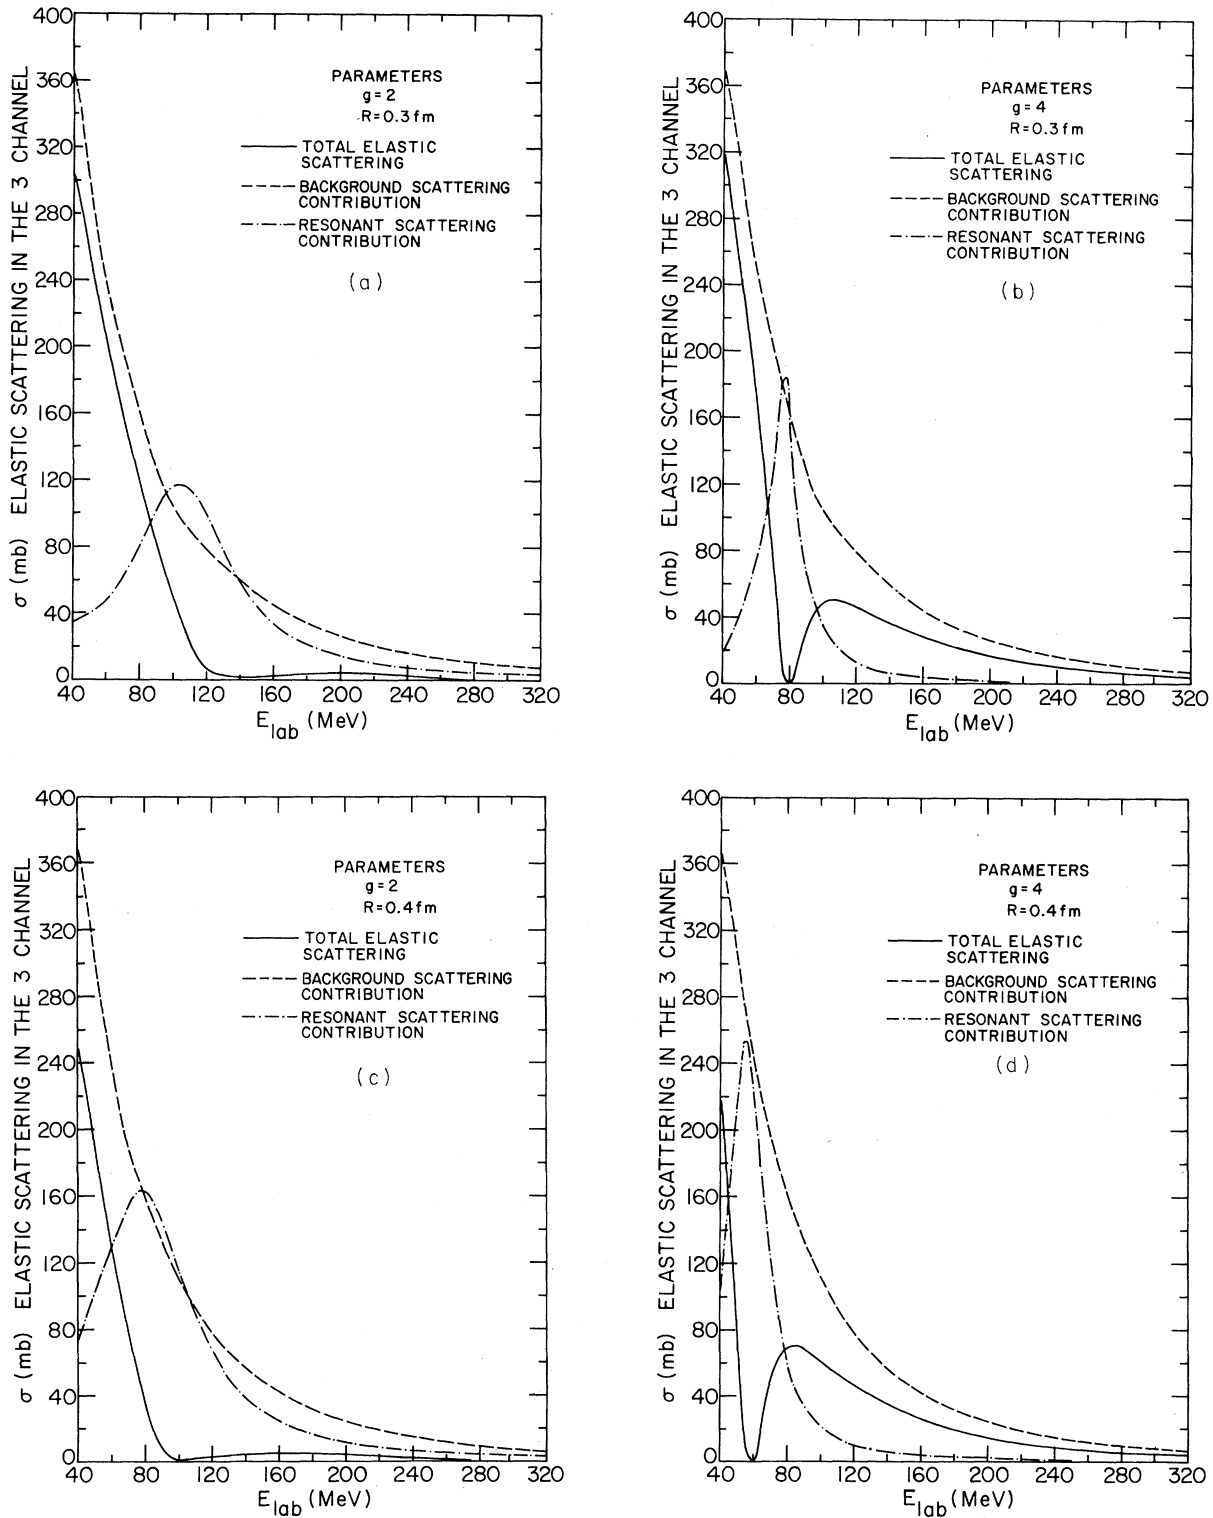 400
360
320
280
240
200
160
120
80
40
0
σ (mb) ELASTIC SCATTERING IN THE 3 CHANNEL
PARAMETERS
g=2
R=0.3fm
TOTAL ELASTIC
SCATTERING
BACKGROUND SCATTERING
CONTRIBUTION
RESONANT SCATTERING
CONTRIBUTION
(a)
40 80 120 160 200 240 280 320
E_lab (MeV)
400
360
320
280
240
200
160
120
80
40
0
σ (mb) ELASTIC SCATTERING IN THE 3 CHANNEL
PARAMETERS
g=4
R=0.3fm
TOTAL ELASTIC
SCATTERING
BACKGROUND SCATTERING
CONTRIBUTION
RESONANT SCATTERING
CONTRIBUTION
(b)
40 80 120 160 200 240 280 320
E_lab (MeV)
400
360
320
280
240
200
160
120
80
40
0
σ (mb) ELASTIC SCATTERING IN THE 3 CHANNEL
PARAMETERS
g=2
R=0.4fm
TOTAL ELASTIC
SCATTERING
BACKGROUND SCATTERING
CONTRIBUTION
RESONANT SCATTERING
CONTRIBUTION
(c)
40 80 120 160 200 240 280 320
E_lab (MeV)
400
360
320
280
240
200
160
120
80
40
0
σ (mb) ELASTIC SCATTERING IN THE 3 CHANNEL
PARAMETERS
g=4
R=0.4fm
TOTAL ELASTIC
SCATTERING
BACKGROUND SCATTERING
CONTRIBUTION
RESONANT SCATTERING
CONTRIBUTION
(d)
40 80 120 160 200 240 280 320
E_lab (MeV)